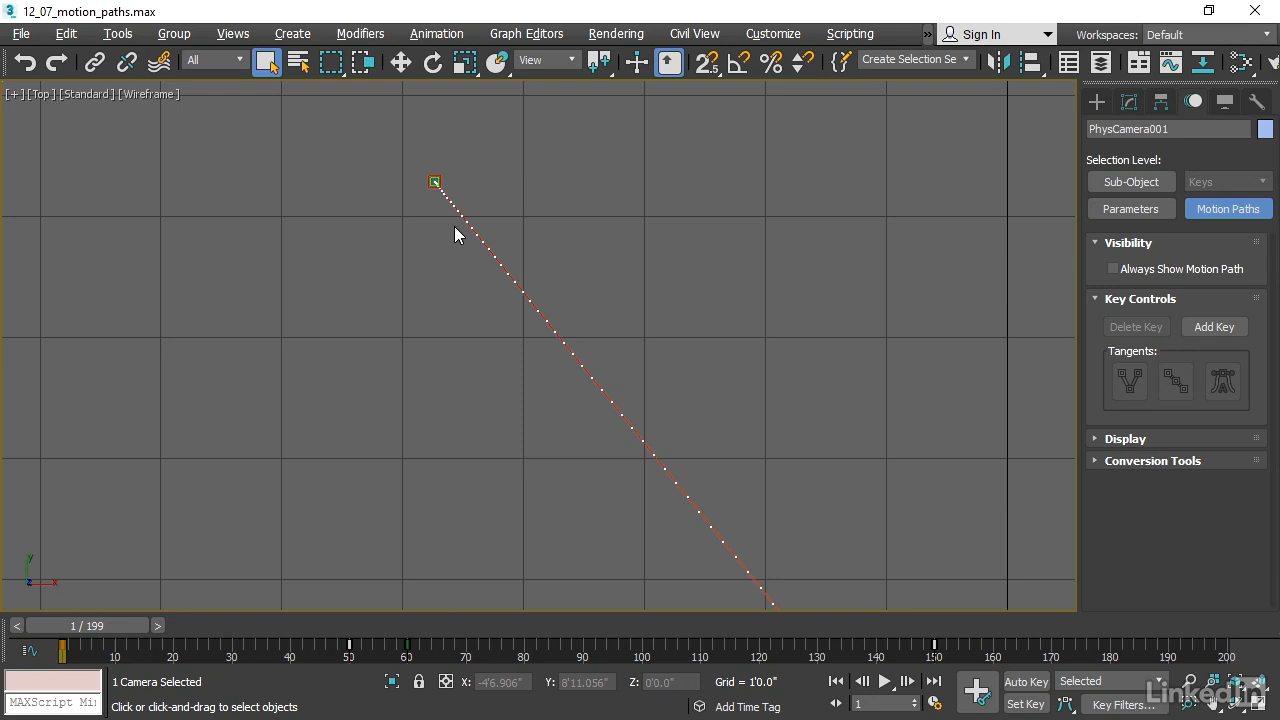 12_07_motion_paths.max
File Edit Tools Group Views Create Modifiers Animation Graph Editors Rendering Civil View Customize Scripting » Sign In Workspaces: Default
All View Create Selection Se
[+] [Top] [Standard] [Wireframe]
PhysCamera001
Selection Level:
Sub-Object Keys
Parameters Motion Paths
Visibility
Always Show Motion Path
Key Controls
Delete Key Add Key
Tangents:
Display
Conversion Tools
y
z x
< 1 / 199 >
10 20 30 40 50 60 70 80 90 100 110 120 130 140 150 160 170 180 190 200
1 Camera Selected X: -4'6.906" Y: 8'11.056" Z: 0'0.0" Grid = 1'0.0" Auto Key Selected
MAXScript Mi Click or click-and-drag to select objects Add Time Tag 1 Set Key Key Filters...
LinkedIn